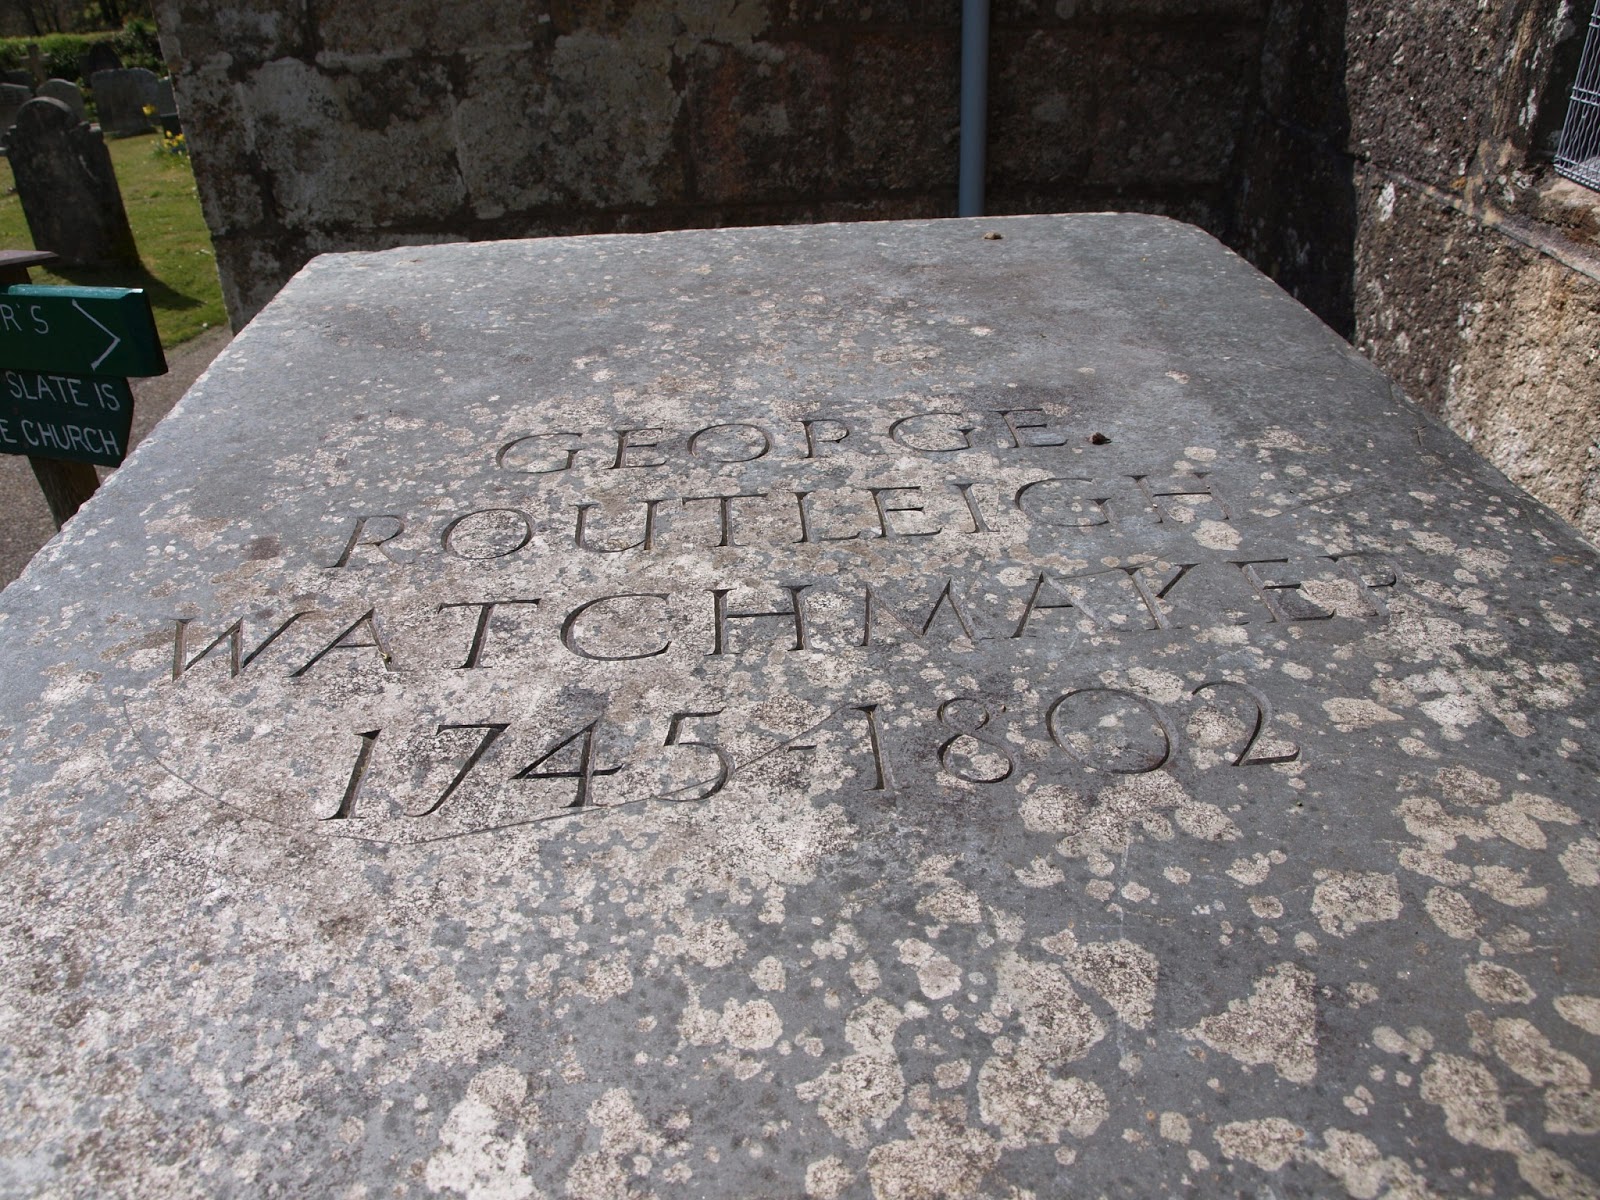 R'S
SLATE IS
E CHURCH
GEORGE
ROUTLEIGH
WATCHMAKER
1745-1802